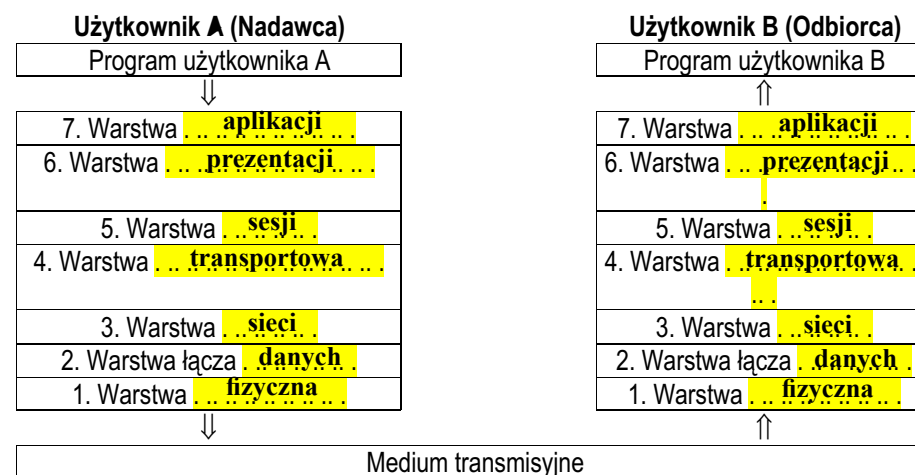 Użytkownik A (Nadawca)
Program użytkownika A
⇓
7. Warstwa aplikacji
6. Warstwa prezentacji
5. Warstwa sesji
4. Warstwa transportowa
3. Warstwa sieci
2. Warstwa łącza danych
1. Warstwa fizyczna
⇓
Użytkownik B (Odbiorca)
Program użytkownika B
⇑
7. Warstwa aplikacji
6. Warstwa prezentacji
5. Warstwa sesji
4. Warstwa transportowa
3. Warstwa sieci
2. Warstwa łącza danych
1. Warstwa fizyczna
⇑
Medium transmisyjne